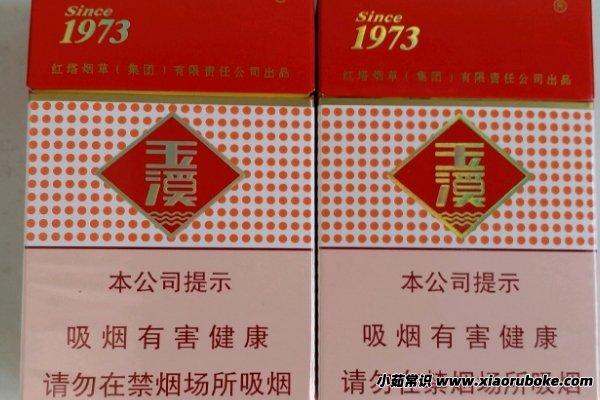 Since
1973
红塔烟草（集团）有限责任公司出品
玉溪
本公司提示
吸烟有害健康
请勿在禁烟场所吸烟
®
Since
1973
红塔烟草（集团）有限责任公司出品
玉溪
本公司提示
吸烟有害健康
请勿在禁烟场所吸烟
小茹常识 www.xiaoruboke.com